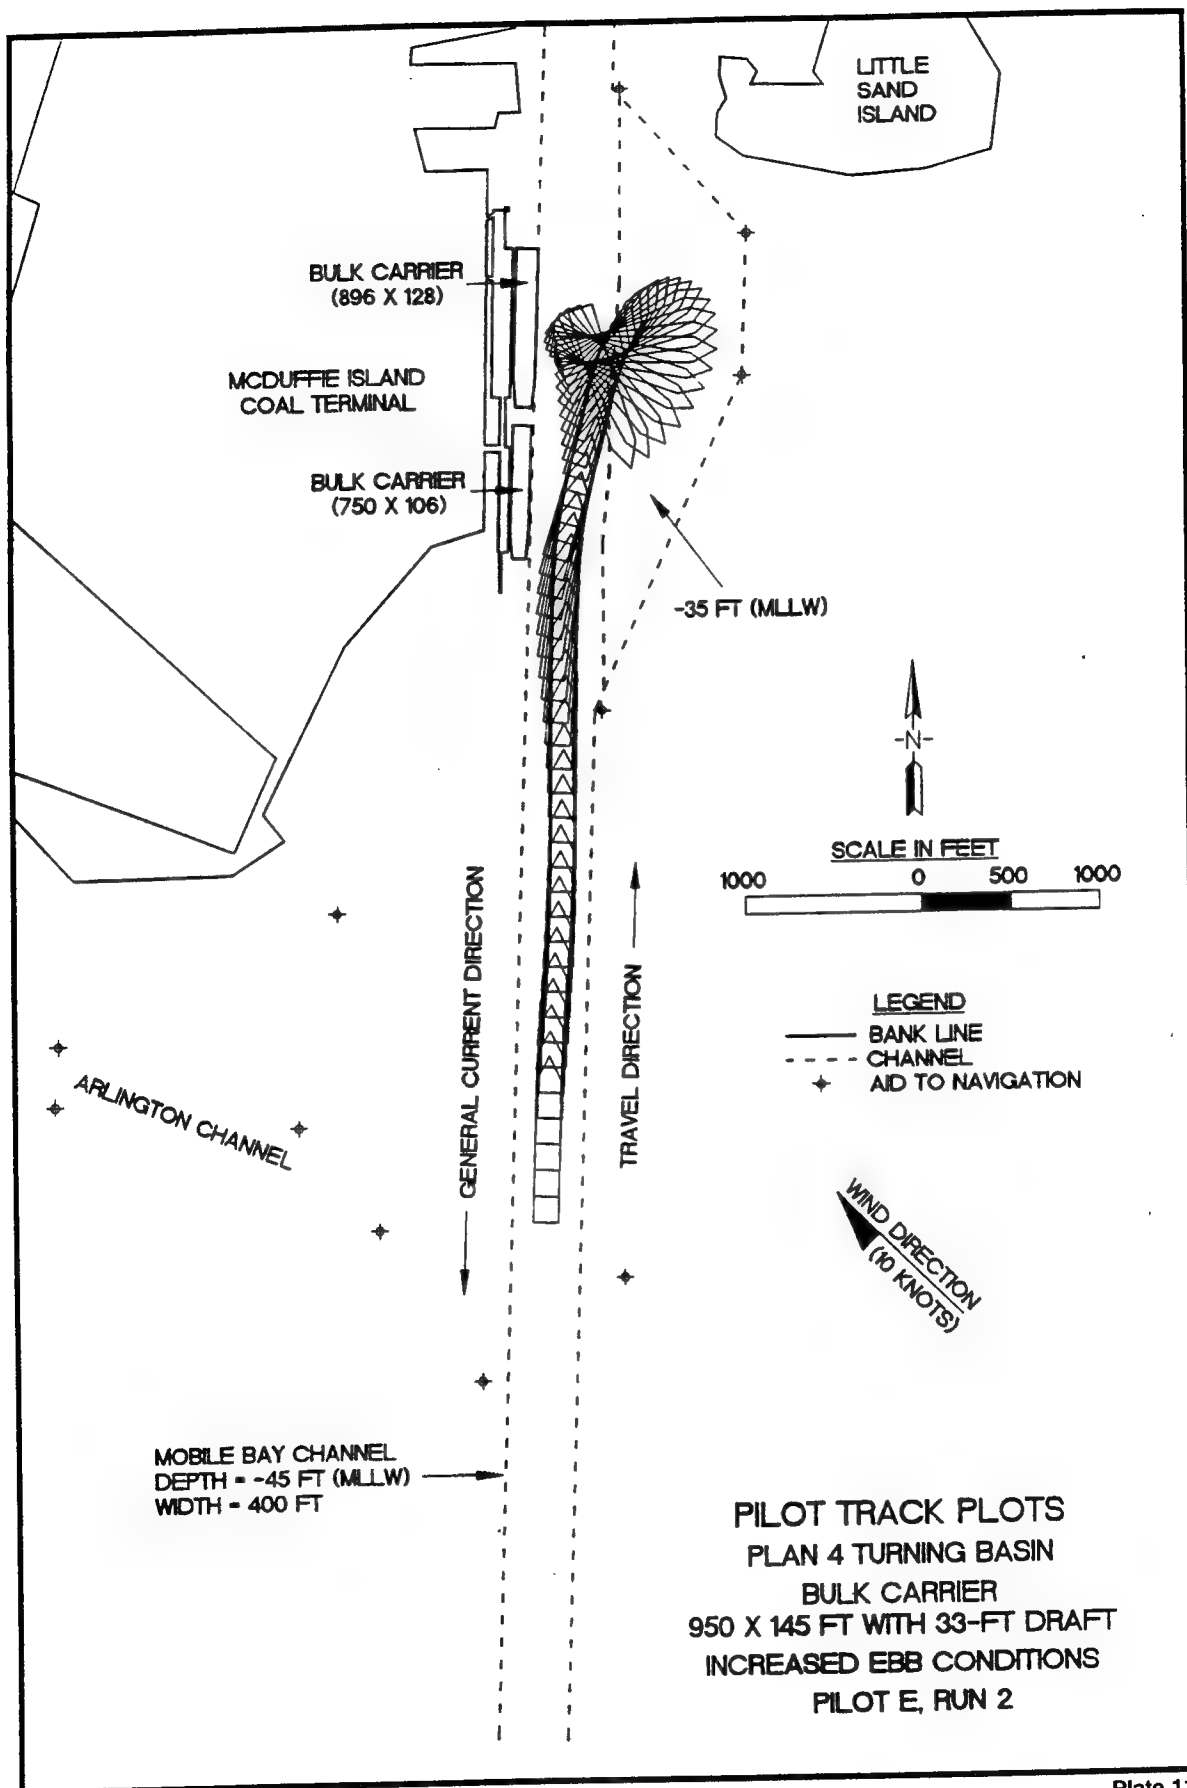 LITTLE
SAND
ISLAND
BULK CARRIER
(896 X 128)
MCDUFFIE ISLAND
COAL TERMINAL
BULK CARRIER
(750 X 106)
-35 FT (MLLW)
-N-
SCALE IN FEET
1000 0 500 1000
GENERAL CURRENT DIRECTION
TRAVEL DIRECTION
LEGEND
BANK LINE
CHANNEL
AID TO NAVIGATION
ARLINGTON CHANNEL
WIND DIRECTION
(10 KNOTS)
MOBILE BAY CHANNEL
DEPTH = -45 FT (MLLW)
WIDTH = 400 FT
PILOT TRACK PLOTS
PLAN 4 TURNING BASIN
BULK CARRIER
950 X 145 FT WITH 33-FT DRAFT
INCREASED EBB CONDITIONS
PILOT E, RUN 2
Plate